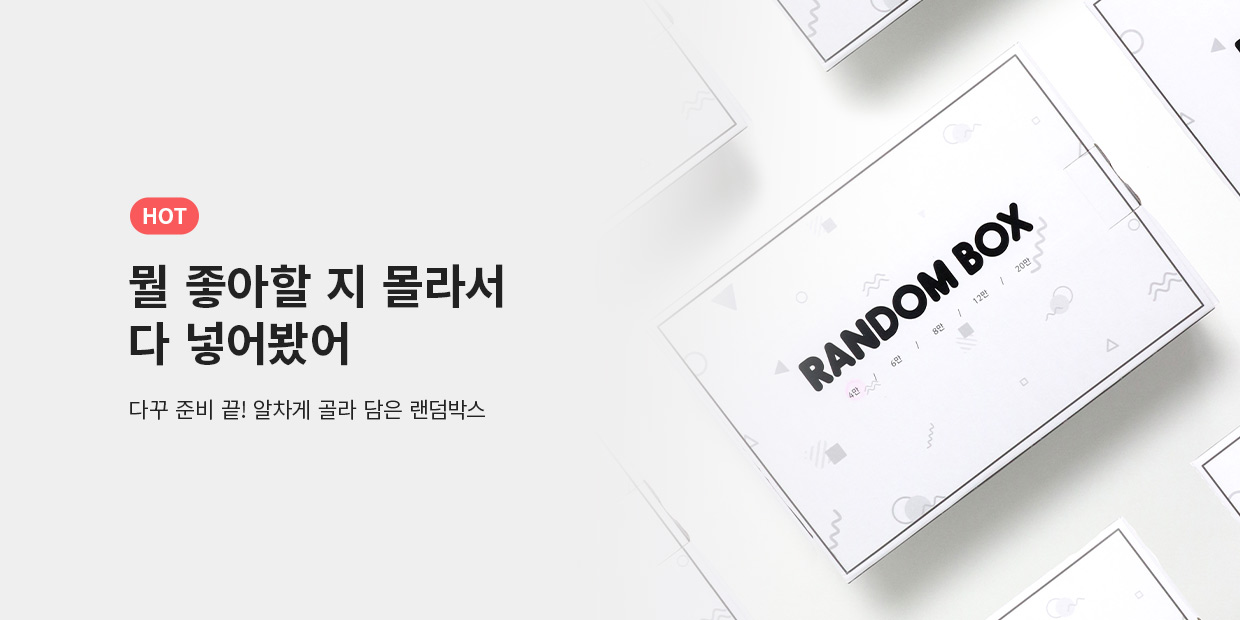 HOT
뭘 좋아할 지 몰라서
다 넣어봤어
다꾸 준비 끝! 알차게 골라 담은 랜덤박스
RANDOM BOX
4만 / 6만 / 8만 / 12만 / 20만